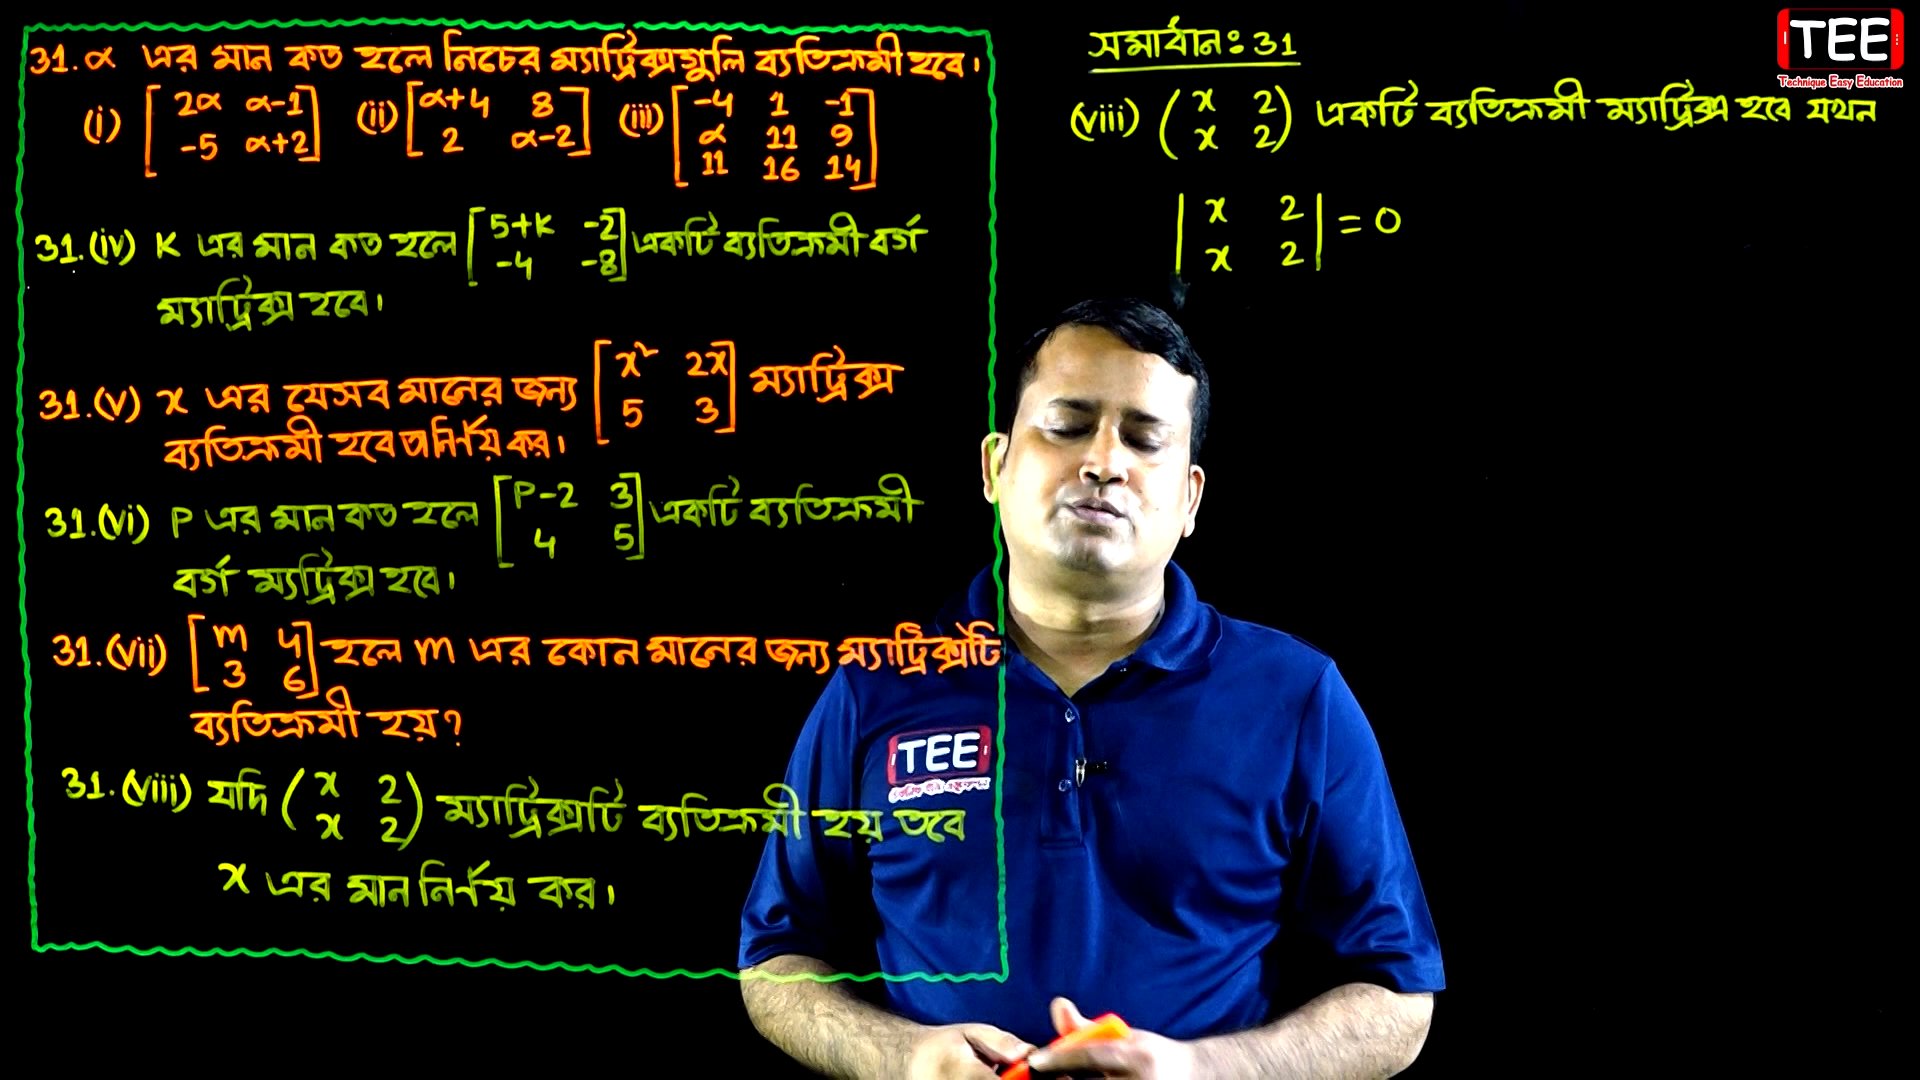 31. α এর মান কত হলে নিচের ম্যাট্রিক্সগুলি ব্যতিক্রমী হবে।
(i) [2α α-1 -5 α+2] (ii) [α+4 8 2 α-2] (iii) [-4 1 -1 α 11 9 11 16 14]
31.(iv) K এর মান কত হলে [5+K -2 -4 -8] একটি ব্যতিক্রমী বর্গ
ম্যাট্রিক্স হবে।
31.(v) x এর যেসব মানের জন্য [x² 2x 5 3] ম্যাট্রিক্স
ব্যতিক্রমী হবে তা নির্ণয় কর।
31.(vi) P এর মান কত হলে [P-2 3 4 5] একটি ব্যতিক্রমী
বর্গ ম্যট্রিক্স হবে।
31.(vii) [m 4 3 6] হলে m এর কোন মানের জন্য ম্যাট্রিক্সটি
ব্যতিক্রমী হয়?
31.(viii) যদি (x 2 x 2) ম্যাট্রিক্সটি ব্যতিক্রমী হয় তবে
x এর মান নির্ণয় কর।
সমাধান: 31
(viii) (x 2 x 2) একটি ব্যতিক্রমী ম্যাট্রিক্স হবে যখন
|x 2 x 2| = 0
TEE
Technique Easy Education
TEE